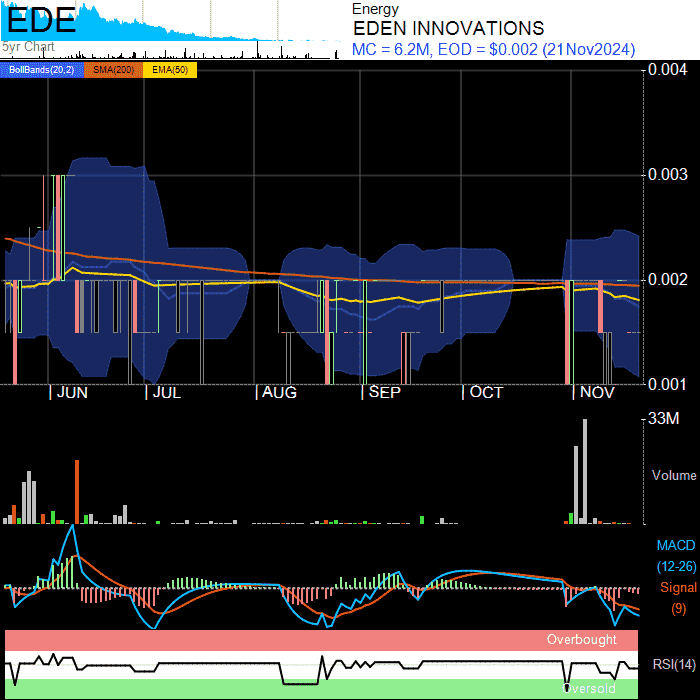 EDE
5yr Chart
Energy
EDEN INNOVATIONS
MC = 6.2M, EOD = $0.002 (21Nov2024)
BollBands(20,2) SMA(200) EMA(50)
0.004
0.003
0.002
0.001
JUN JUL AUG SEP OCT NOV
33M
Volume
MACD
(12-26)
Signal
(9)
Overbought
RSI(14)
Oversold